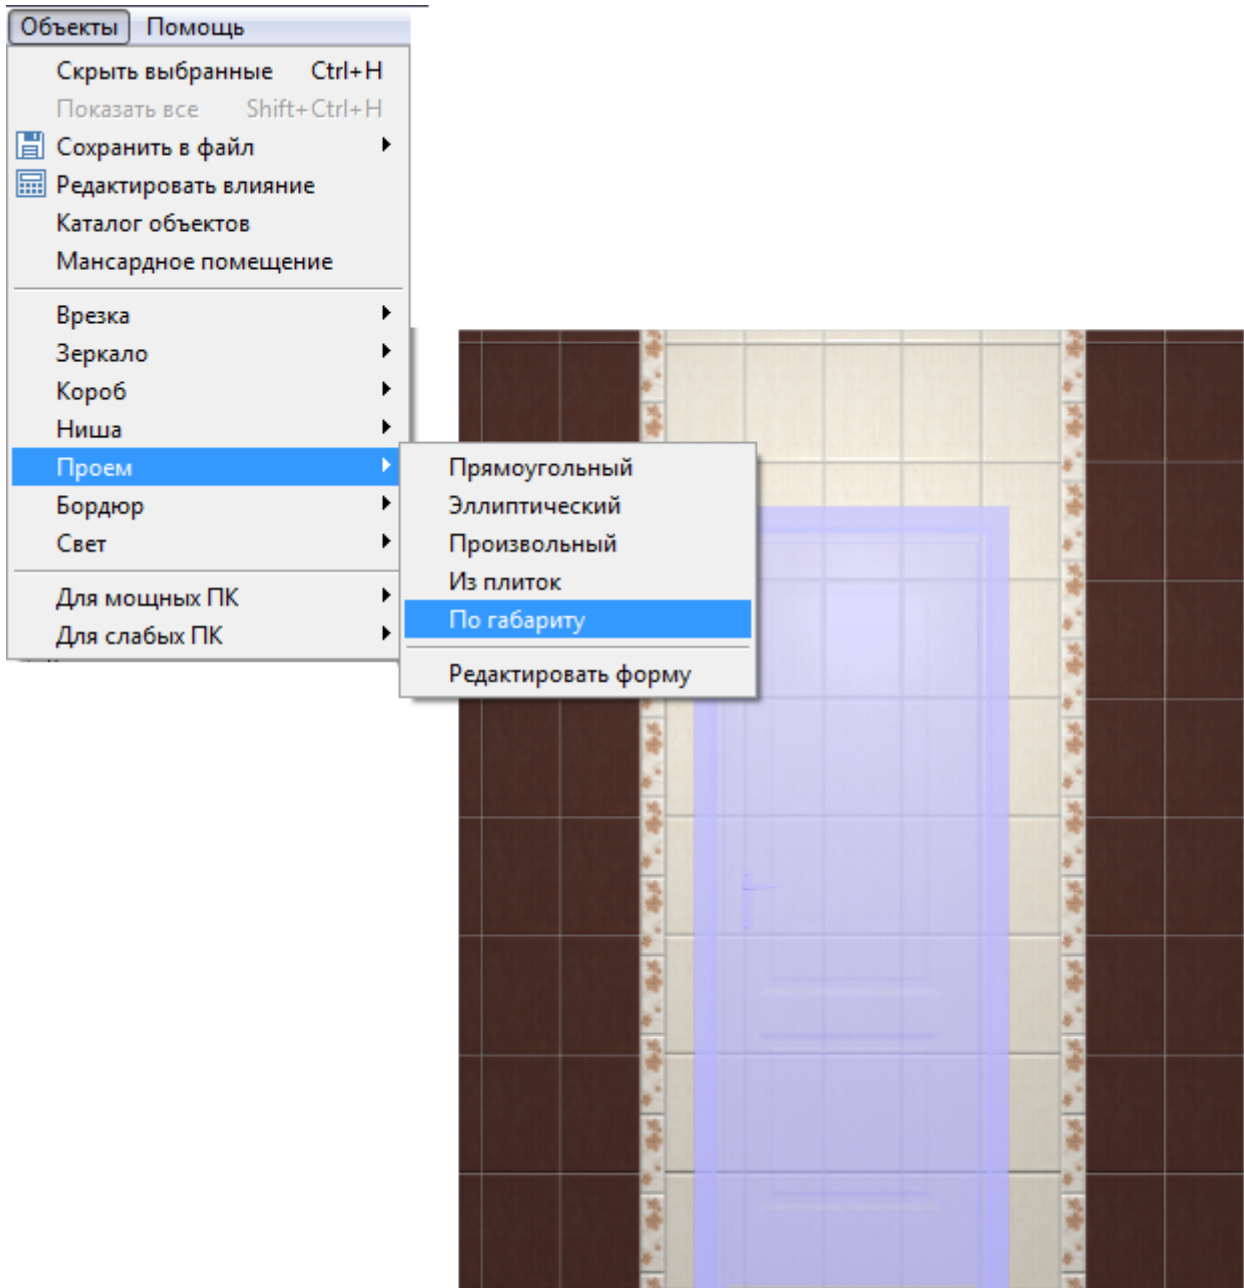 Объекты Помощь
Скрыть выбранные Ctrl+H
Показать все Shift+Ctrl+H
Сохранить в файл
Редактировать влияние
Каталог объектов
Мансардное помещение
Врезка
Зеркало
Короб
Ниша
Проем
Бордюр
Свет
Для мощных ПК
Для слабых ПК
Прямоугольный
Эллиптический
Произвольный
Из плиток
По габариту
Редактировать форму